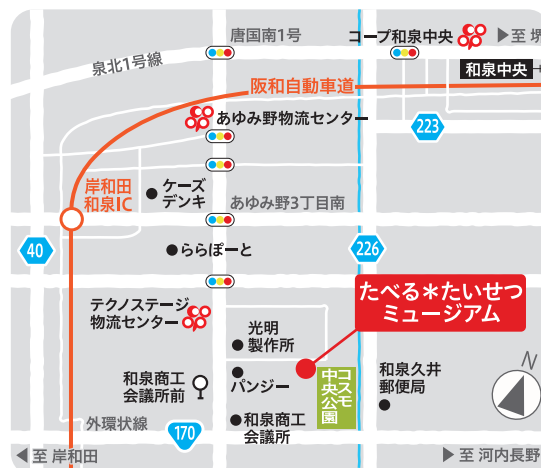 唐国南1号
コープ和泉中央
▶至 堺
泉北1号線
和泉中央
阪和自動車道
あゆみ野物流センター
223
岸和田
和泉IC
ケーズ
デンキ
あゆみ野3丁目南
40
ららぽーと
226
たべる＊たいせつ
ミュージアム
テクノステージ
物流センター
光明
製作所
和泉商工
会議所前
パンジー
コスモ
中央公園
和泉久井
郵便局
N
外環状線
170
和泉商工
会議所
◀至 岸和田
▶至 河内長野